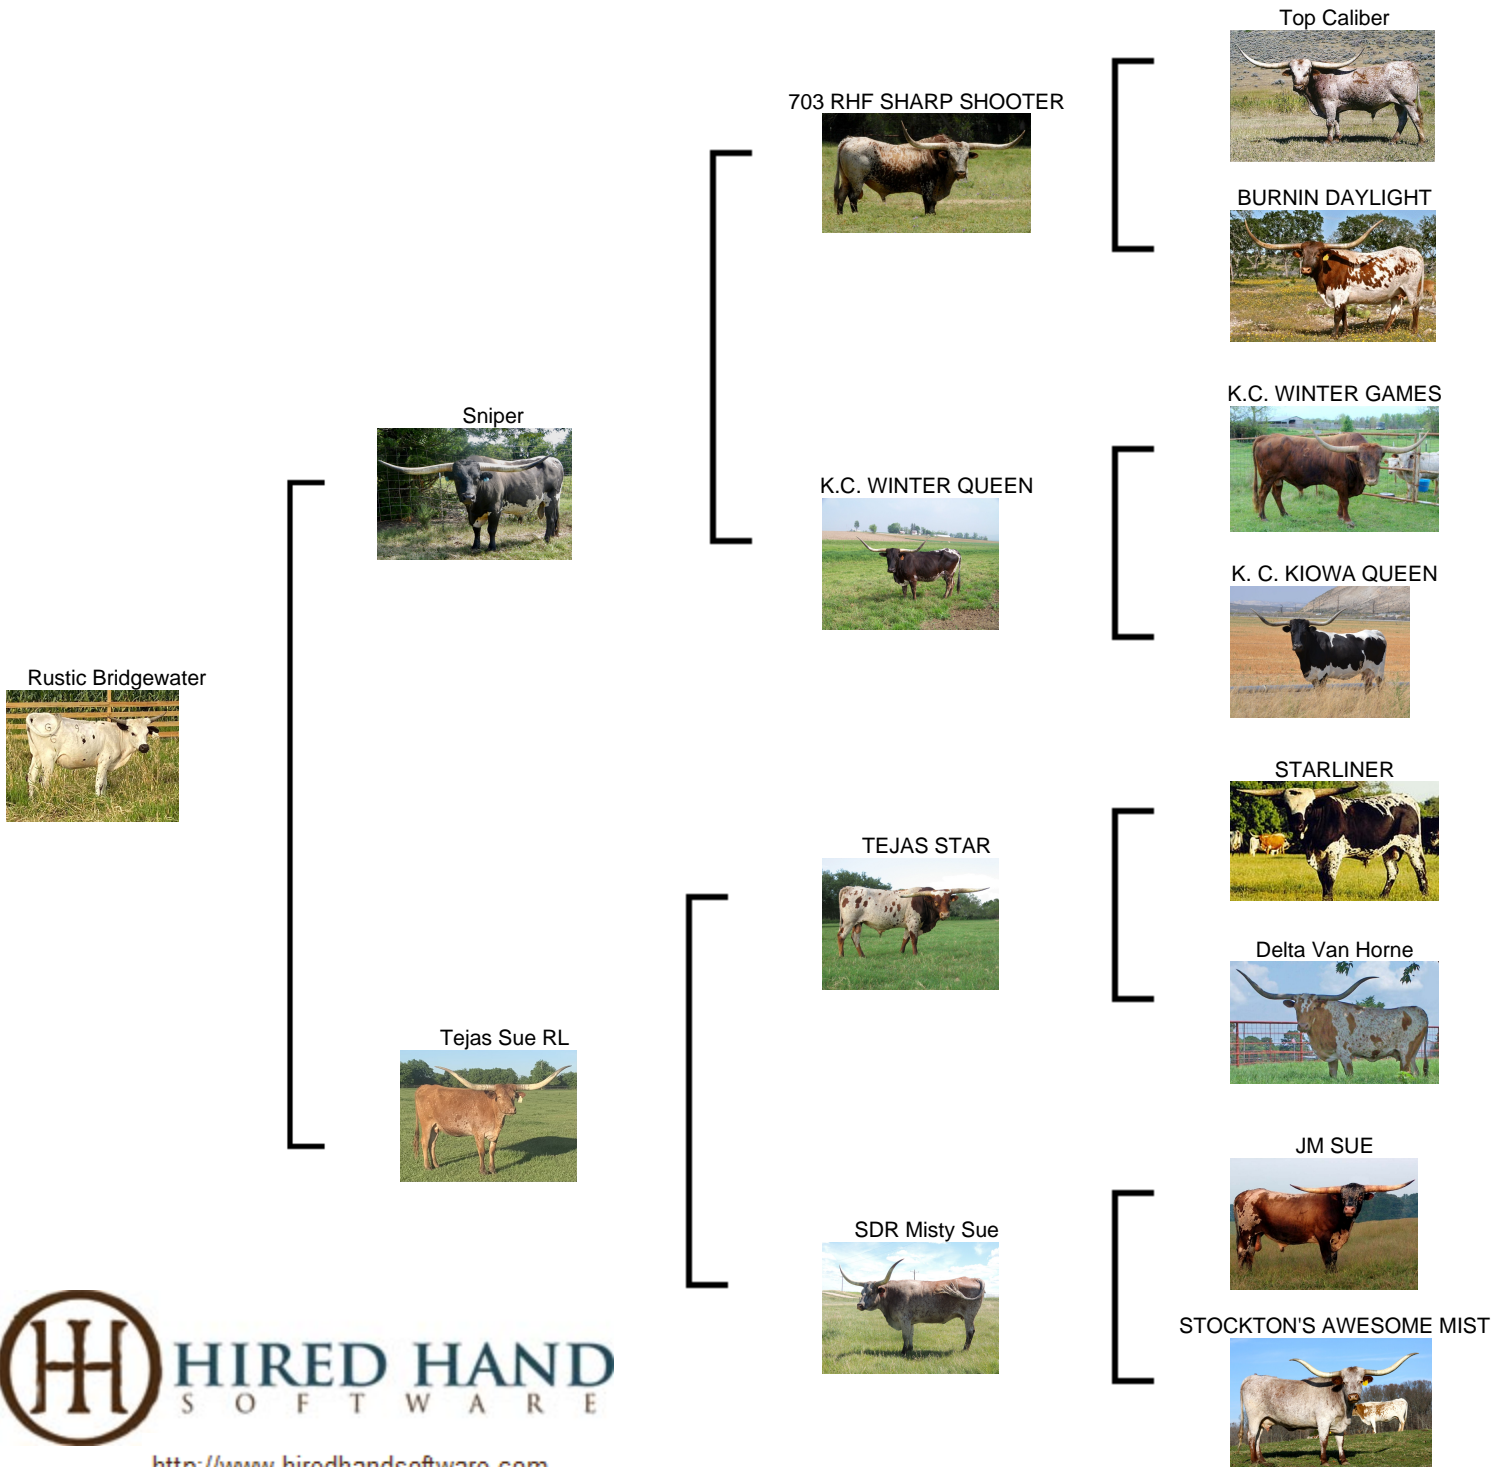 Top Caliber
703 RHF SHARP SHOOTER
BURNIN DAYLIGHT
Sniper
K.C. WINTER GAMES
K.C. WINTER QUEEN
K. C. KIOWA QUEEN
Rustic Bridgewater
STARLINER
TEJAS STAR
Delta Van Horne
Tejas Sue RL
JM SUE
SDR Misty Sue
STOCKTON'S AWESOME MIST
HIRED HAND
SOFTWARE
http://www.hiredhandsoftware.com